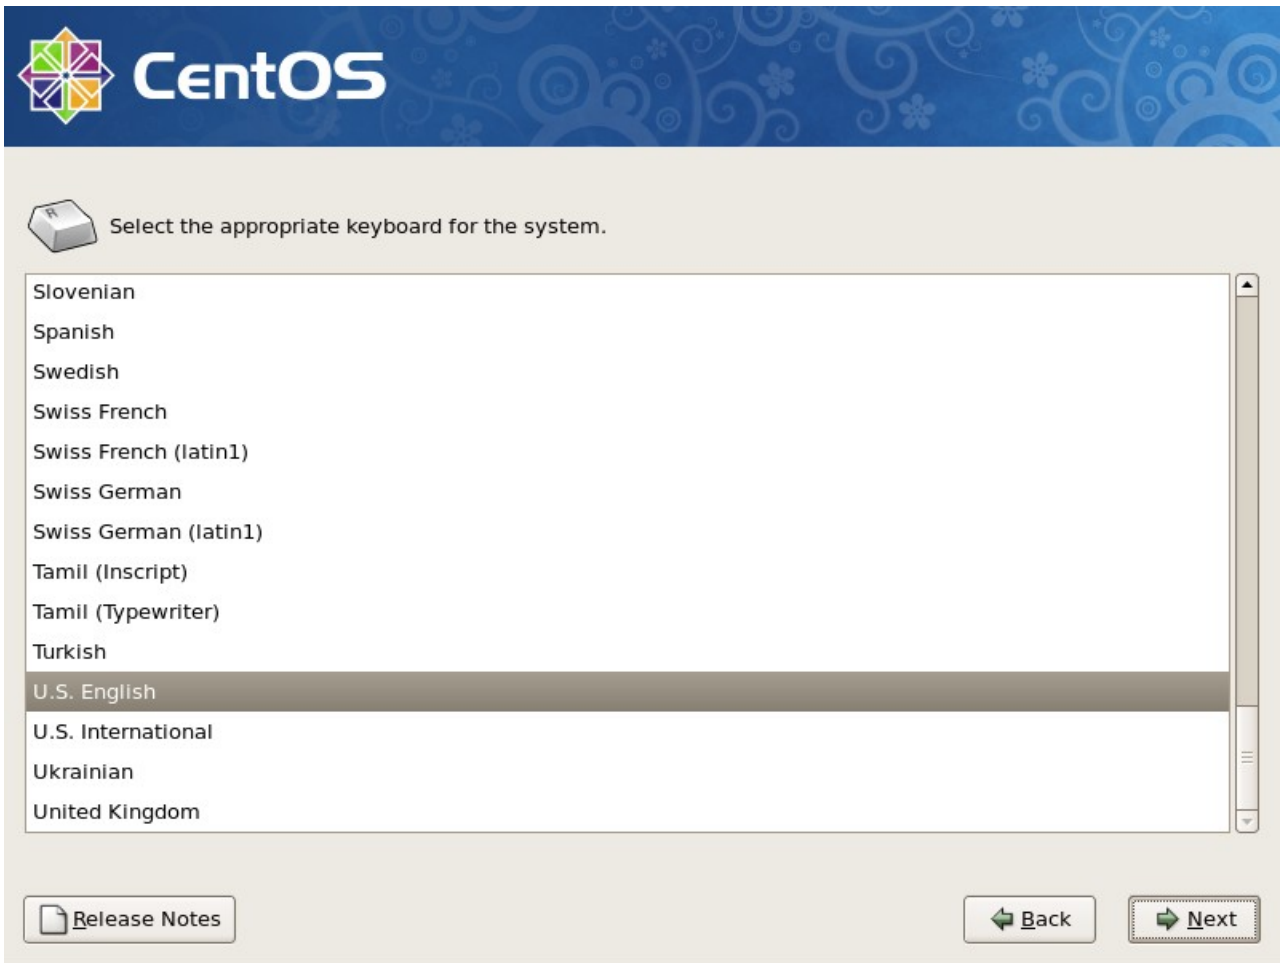 CentOS
R
Select the appropriate keyboard for the system.
Slovenian
Spanish
Swedish
Swiss French
Swiss French (latin1)
Swiss German
Swiss German (latin1)
Tamil (Inscript)
Tamil (Typewriter)
Turkish
U.S. English
U.S. International
Ukrainian
United Kingdom
Release Notes Back Next